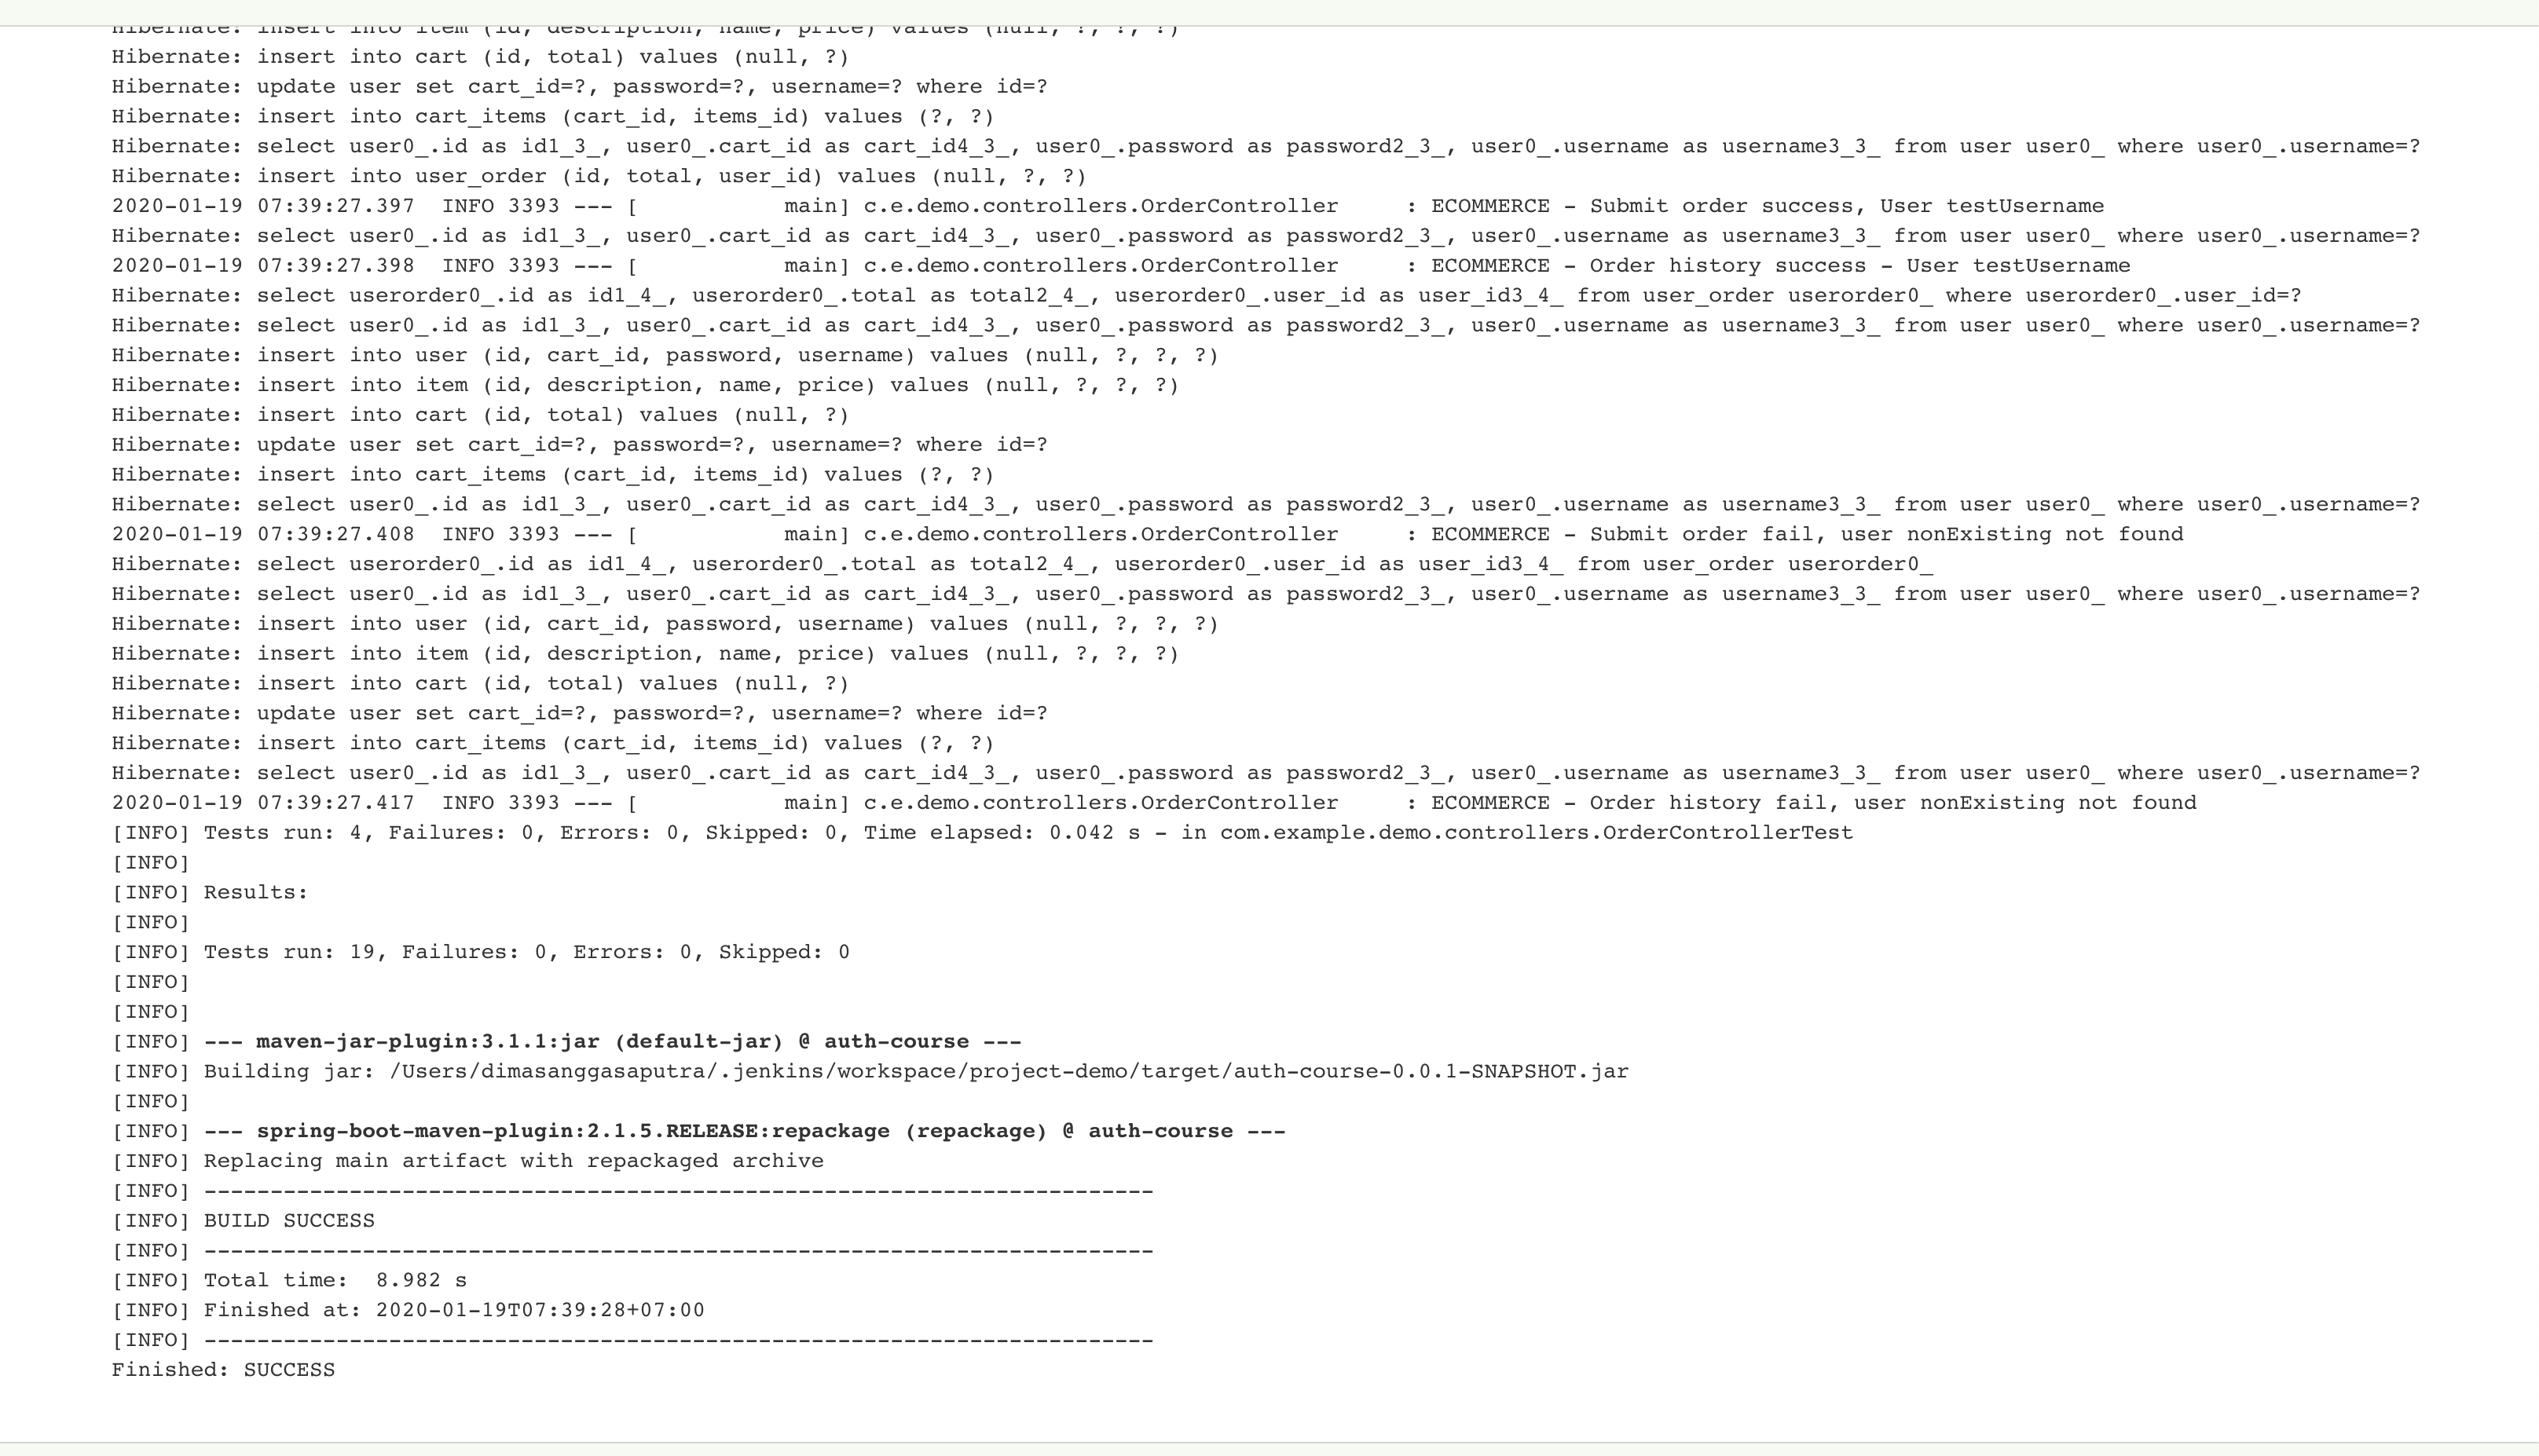 Hibernate: insert into item (id, description, name, price) values (null, ?, ?, ?)
Hibernate: insert into cart (id, total) values (null, ?)
Hibernate: update user set cart_id=?, password=?, username=? where id=?
Hibernate: insert into cart_items (cart_id, items_id) values (?, ?)
Hibernate: select user0_.id as id1_3_, user0_.cart_id as cart_id4_3_, user0_.password as password2_3_, user0_.username as username3_3_ from user user0_ where user0_.username=?
Hibernate: insert into user_order (id, total, user_id) values (null, ?, ?)
2020-01-19 07:39:27.397  INFO 3393 --- [           main] c.e.demo.controllers.OrderController     : ECOMMERCE - Submit order success, User testUsername
Hibernate: select user0_.id as id1_3_, user0_.cart_id as cart_id4_3_, user0_.password as password2_3_, user0_.username as username3_3_ from user user0_ where user0_.username=?
2020-01-19 07:39:27.398  INFO 3393 --- [           main] c.e.demo.controllers.OrderController     : ECOMMERCE - Order history success - User testUsername
Hibernate: select userorder0_.id as id1_4_, userorder0_.total as total2_4_, userorder0_.user_id as user_id3_4_ from user_order userorder0_ where userorder0_.user_id=?
Hibernate: select user0_.id as id1_3_, user0_.cart_id as cart_id4_3_, user0_.password as password2_3_, user0_.username as username3_3_ from user user0_ where user0_.username=?
Hibernate: insert into user (id, cart_id, password, username) values (null, ?, ?, ?)
Hibernate: insert into item (id, description, name, price) values (null, ?, ?, ?)
Hibernate: insert into cart (id, total) values (null, ?)
Hibernate: update user set cart_id=?, password=?, username=? where id=?
Hibernate: insert into cart_items (cart_id, items_id) values (?, ?)
Hibernate: select user0_.id as id1_3_, user0_.cart_id as cart_id4_3_, user0_.password as password2_3_, user0_.username as username3_3_ from user user0_ where user0_.username=?
2020-01-19 07:39:27.408  INFO 3393 --- [           main] c.e.demo.controllers.OrderController     : ECOMMERCE - Submit order fail, user nonExisting not found
Hibernate: select userorder0_.id as id1_4_, userorder0_.total as total2_4_, userorder0_.user_id as user_id3_4_ from user_order userorder0_
Hibernate: select user0_.id as id1_3_, user0_.cart_id as cart_id4_3_, user0_.password as password2_3_, user0_.username as username3_3_ from user user0_ where user0_.username=?
Hibernate: insert into user (id, cart_id, password, username) values (null, ?, ?, ?)
Hibernate: insert into item (id, description, name, price) values (null, ?, ?, ?)
Hibernate: insert into cart (id, total) values (null, ?)
Hibernate: update user set cart_id=?, password=?, username=? where id=?
Hibernate: insert into cart_items (cart_id, items_id) values (?, ?)
Hibernate: select user0_.id as id1_3_, user0_.cart_id as cart_id4_3_, user0_.password as password2_3_, user0_.username as username3_3_ from user user0_ where user0_.username=?
2020-01-19 07:39:27.417  INFO 3393 --- [           main] c.e.demo.controllers.OrderController     : ECOMMERCE - Order history fail, user nonExisting not found
[INFO] Tests run: 4, Failures: 0, Errors: 0, Skipped: 0, Time elapsed: 0.042 s - in com.example.demo.controllers.OrderControllerTest
[INFO]
[INFO] Results:
[INFO]
[INFO] Tests run: 19, Failures: 0, Errors: 0, Skipped: 0
[INFO]
[INFO]
[INFO] --- maven-jar-plugin:3.1.1:jar (default-jar) @ auth-course ---
[INFO] Building jar: /Users/dimasanggasaputra/.jenkins/workspace/project-demo/target/auth-course-0.0.1-SNAPSHOT.jar
[INFO]
[INFO] --- spring-boot-maven-plugin:2.1.5.RELEASE:repackage (repackage) @ auth-course ---
[INFO] Replacing main artifact with repackaged archive
[INFO] ------------------------------------------------------------------------
[INFO] BUILD SUCCESS
[INFO] ------------------------------------------------------------------------
[INFO] Total time:  8.982 s
[INFO] Finished at: 2020-01-19T07:39:28+07:00
[INFO] ------------------------------------------------------------------------
Finished: SUCCESS